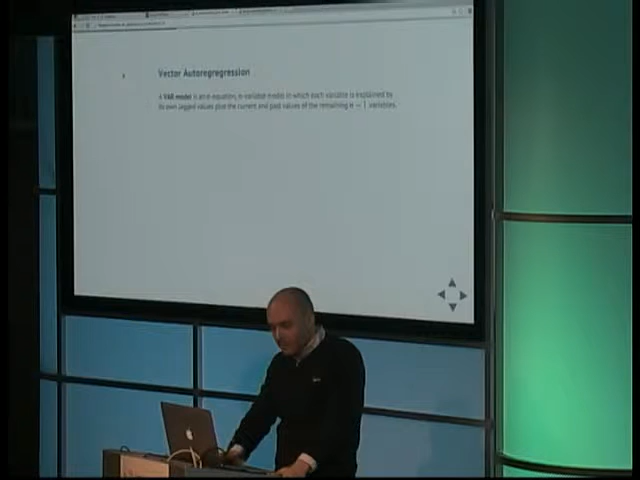 Vector Autoregregression
A VAR model is an n-equation, n-variable model in which each variable is explained by
its own lagged values plus the current and past values of the remaining n − 1 variables.